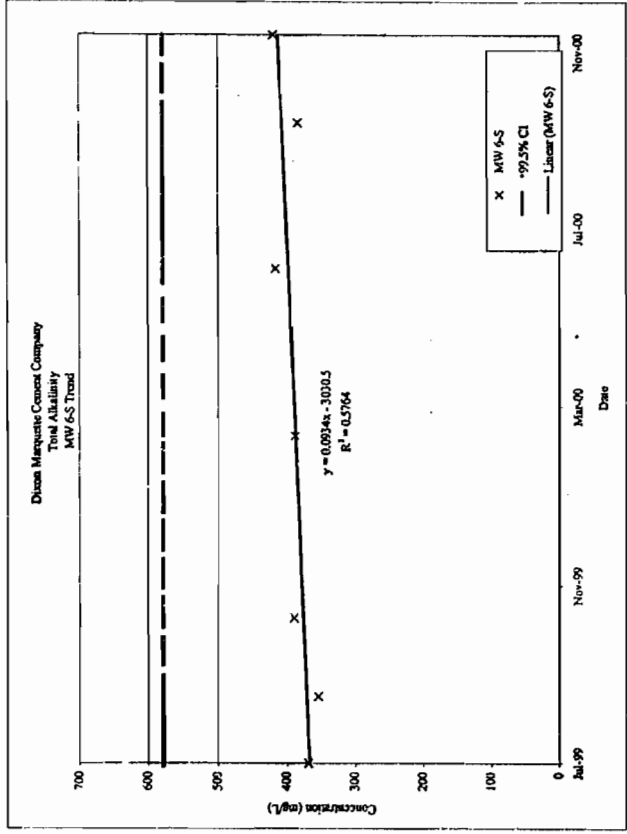 Dixon Marquette Cement Company
Total Alkalinity
MW 6-S Trend
700
600
500
400
300
200
100
0
Concentration (mg/L)
y = 0.0934x - 3030.5
R² = 0.5764
× MW 6-S
+99.5% CI
Linear (MW 6-S)
Jul-99
Nov-99
Mar-00
Jul-00
Nov-00
Date